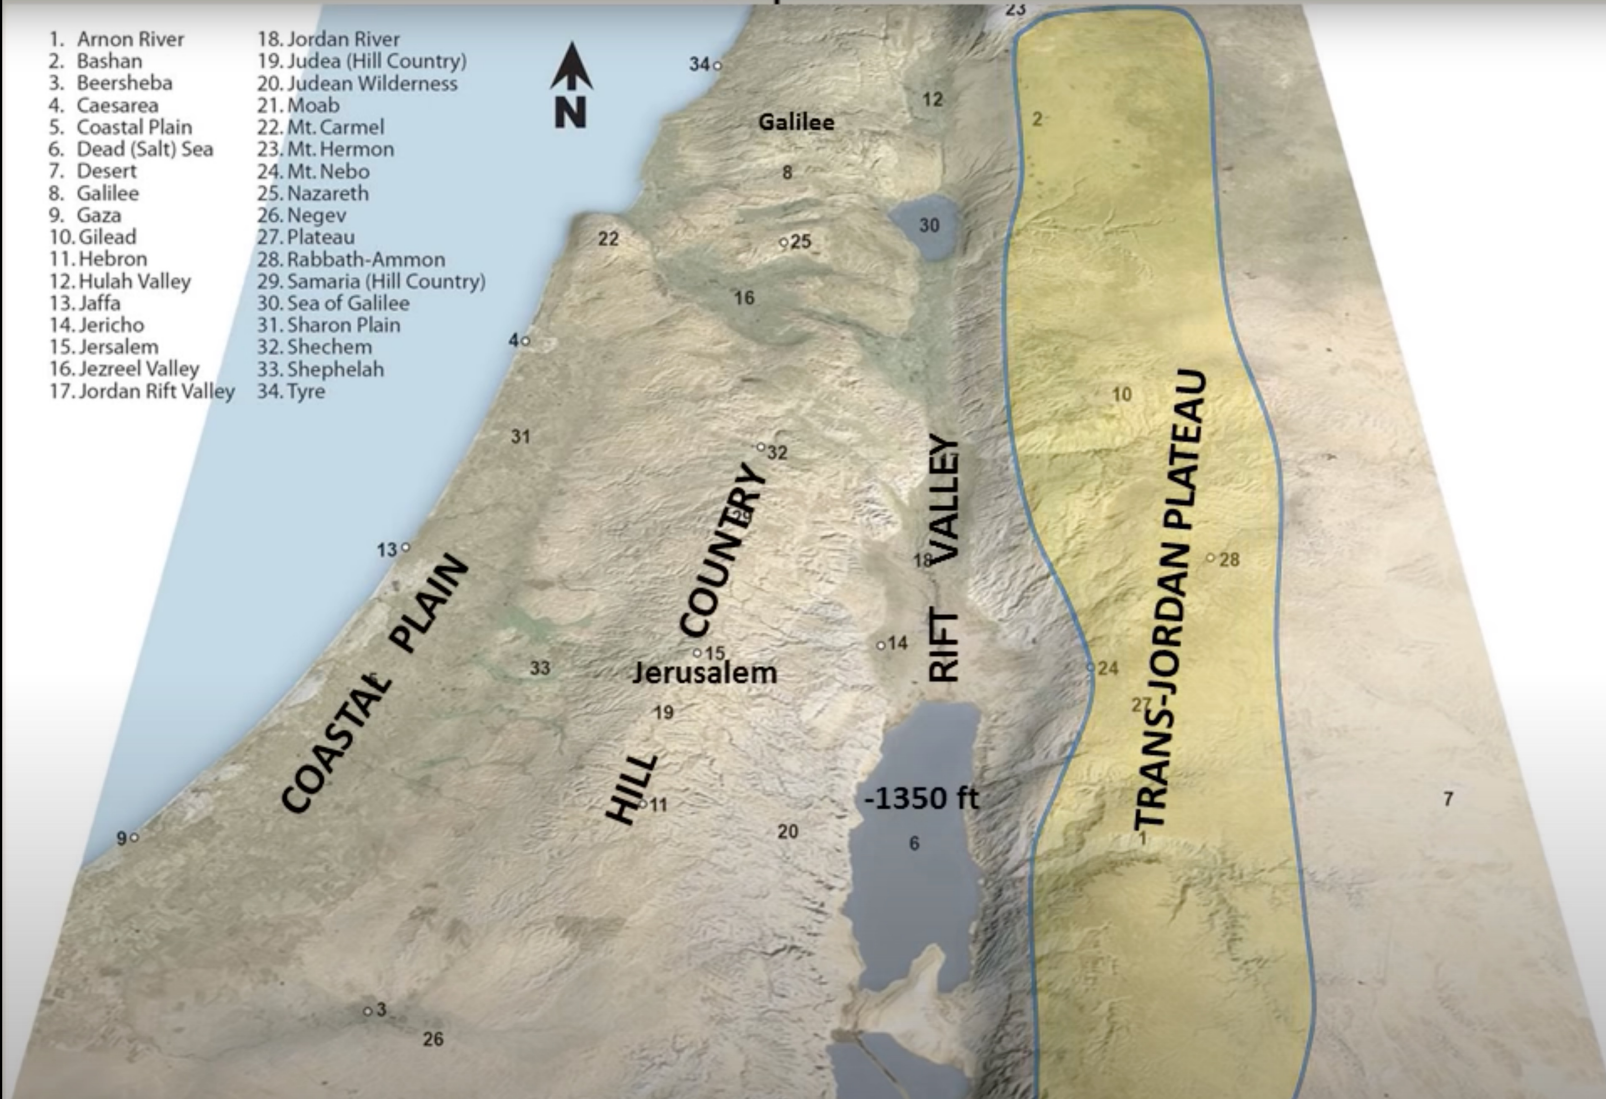 1. Arnon River
2. Bashan
3. Beersheba
4. Caesarea
5. Coastal Plain
6. Dead (Salt) Sea
7. Desert
8. Galilee
9. Gaza
10. Gilead
11. Hebron
12. Hulah Valley
13. Jaffa
14. Jericho
15. Jersalem
16. Jezreel Valley
17. Jordan Rift Valley
18. Jordan River
19. Judea (Hill Country)
20. Judean Wilderness
21. Moab
22. Mt. Carmel
23. Mt. Hermon
24. Mt. Nebo
25. Nazareth
26. Negev
27. Plateau
28. Rabbath-Ammon
29. Samaria (Hill Country)
30. Sea of Galilee
31. Sharon Plain
32. Shechem
33. Shephelah
34. Tyre
N
23
34
12
Galilee
2
8
30
22
25
16
4
10
31
32
29
13
18
28
14
15
Jerusalem
33
24
19
27
-1350 ft
7
11
20
9
6
1
3
26
COASTAL PLAIN
HILL COUNTRY
RIFT VALLEY
TRANS-JORDAN PLATEAU